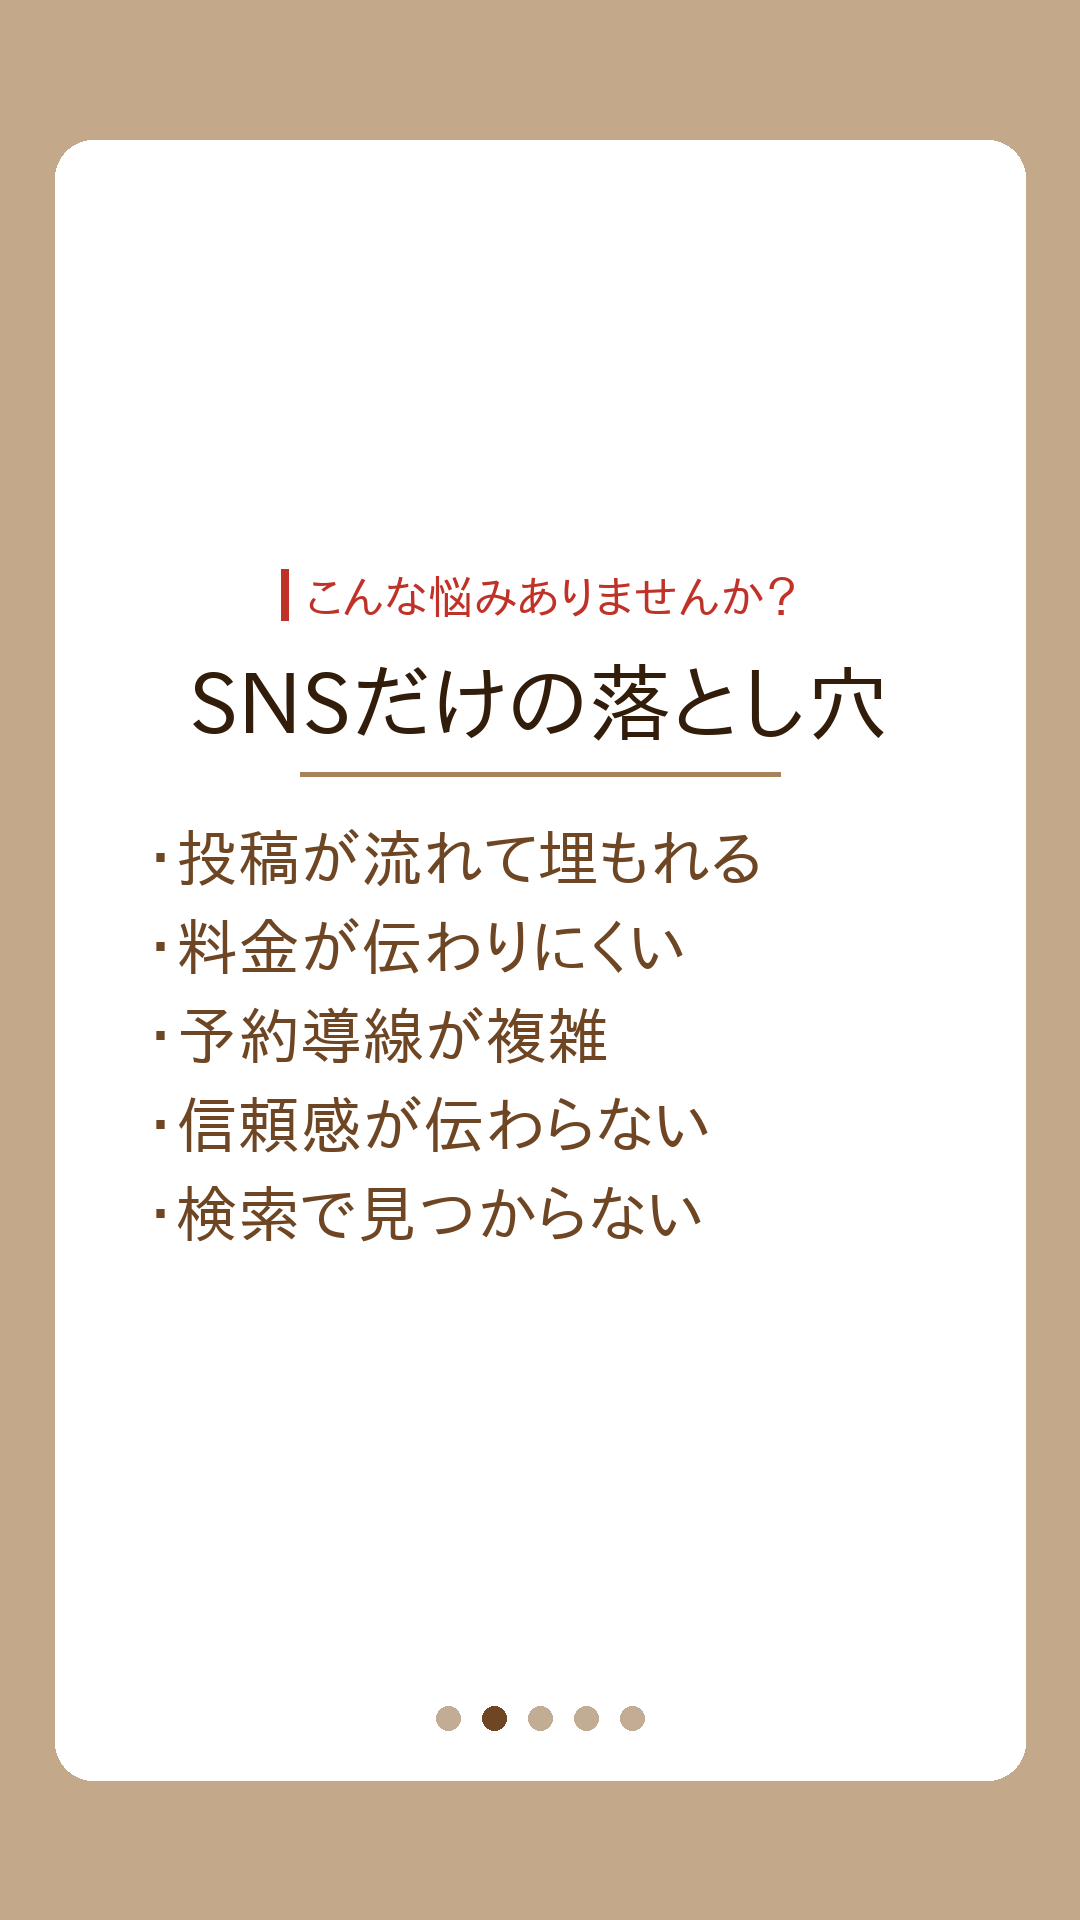 こんな悩みありませんか？
SNSだけの落とし穴
・投稿が流れて埋もれる
・料金が伝わりにくい
・予約導線が複雑
・信頼感が伝わらない
・検索で見つからない